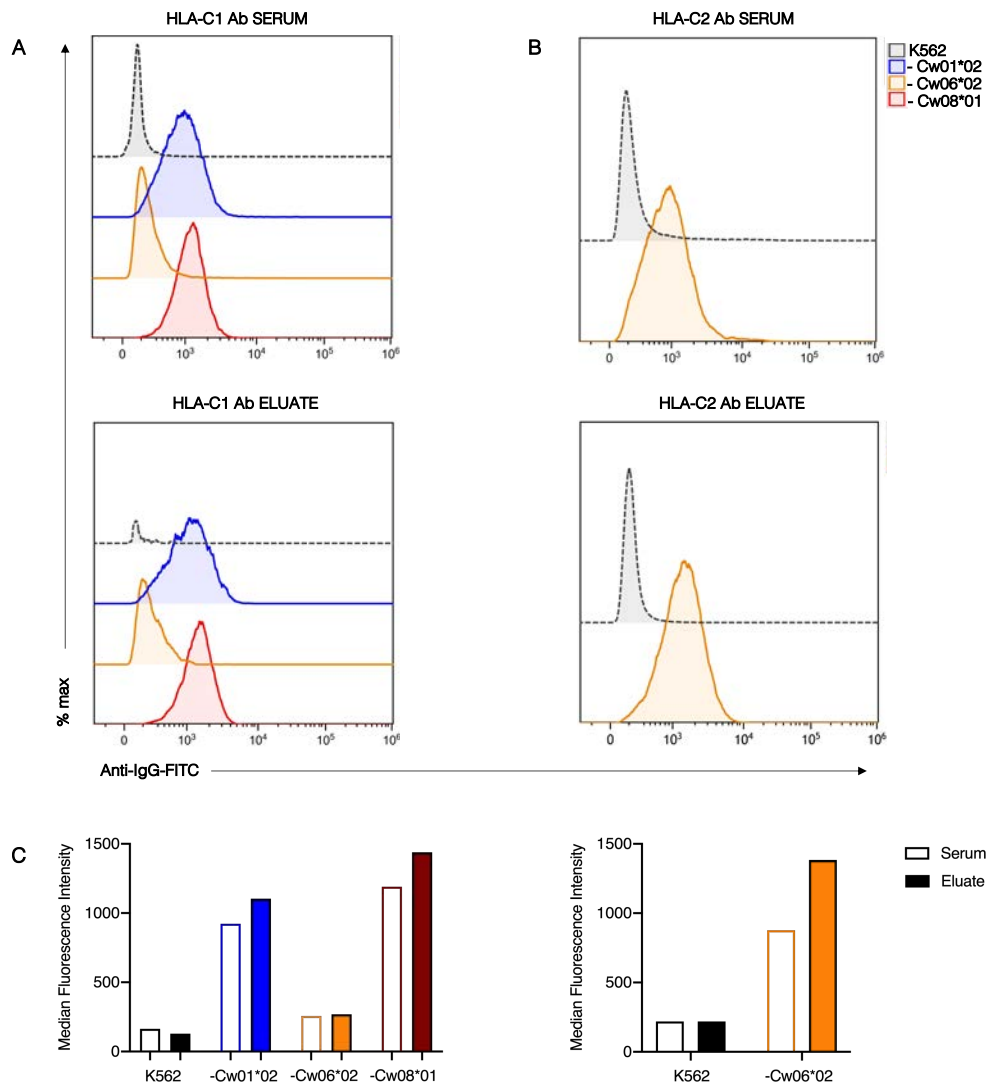 A
HLA-C1 Ab SERUM
0 10³ 10⁴ 10⁵ 10⁶
HLA-C1 Ab ELUATE
0 10³ 10⁴ 10⁵ 10⁶
% max
Anti-IgG-FITC
B
HLA-C2 Ab SERUM
0 10³ 10⁴ 10⁵ 10⁶
HLA-C2 Ab ELUATE
0 10³ 10⁴ 10⁵ 10⁶
K562
- Cw01*02
- Cw06*02
- Cw08*01
C
Median Fluorescence Intensity
1500
1000
500
0
K562 -Cw01*02 -Cw06*02 -Cw08*01
Median Fluorescence Intensity
1500
1000
500
0
K562 -Cw06*02
Serum
Eluate